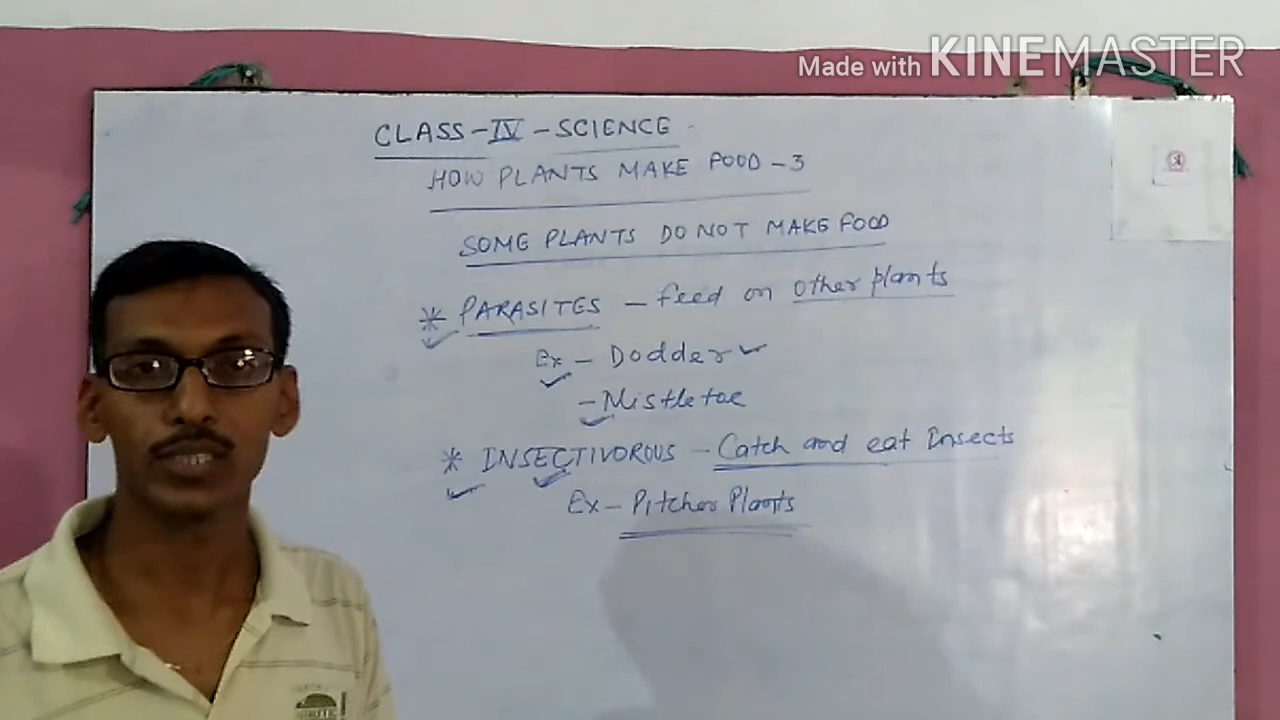 Made with KINEMASTER
CLASS-IV-SCIENCE
HOW PLANTS MAKE FOOD-3
SOME PLANTS DO NOT MAKE FOOD
* PARASITES - feed on other plants
Ex - Dodder
- Mistletoe
* INSECTIVOROUS - Catch and eat Insects
Ex - Pitcher Plants